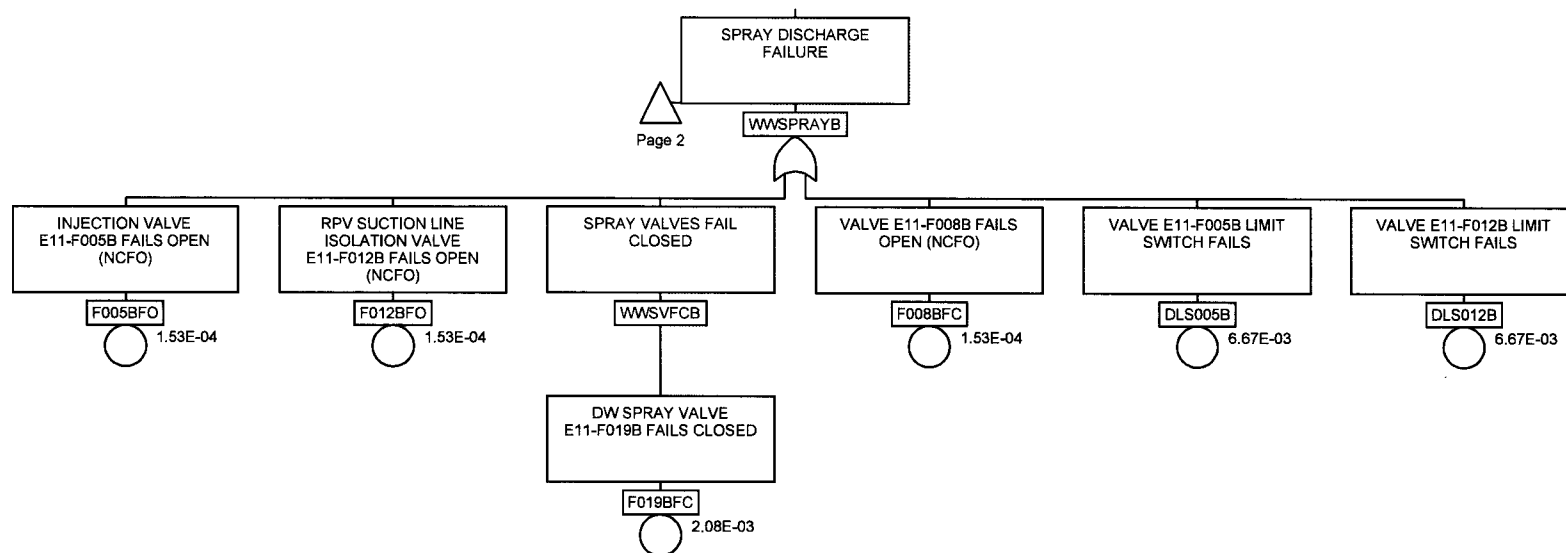 SPRAY DISCHARGE
FAILURE
Page 2
WWSPRAYB
INJECTION VALVE
E11-F005B FAILS OPEN
(NCFO)
F005BFO
1.53E-04
RPV SUCTION LINE
ISOLATION VALVE
E11-F012B FAILS OPEN
(NCFO)
F012BFO
1.53E-04
SPRAY VALVES FAIL
CLOSED
WWSVFCB
DW SPRAY VALVE
E11-F019B FAILS CLOSED
F019BFC
2.08E-03
VALVE E11-F008B FAILS
OPEN (NCFO)
F008BFC
1.53E-04
VALVE E11-F005B LIMIT
SWITCH FAILS
DLS005B
6.67E-03
VALVE E11-F012B LIMIT
SWITCH FAILS
DLS012B
6.67E-03